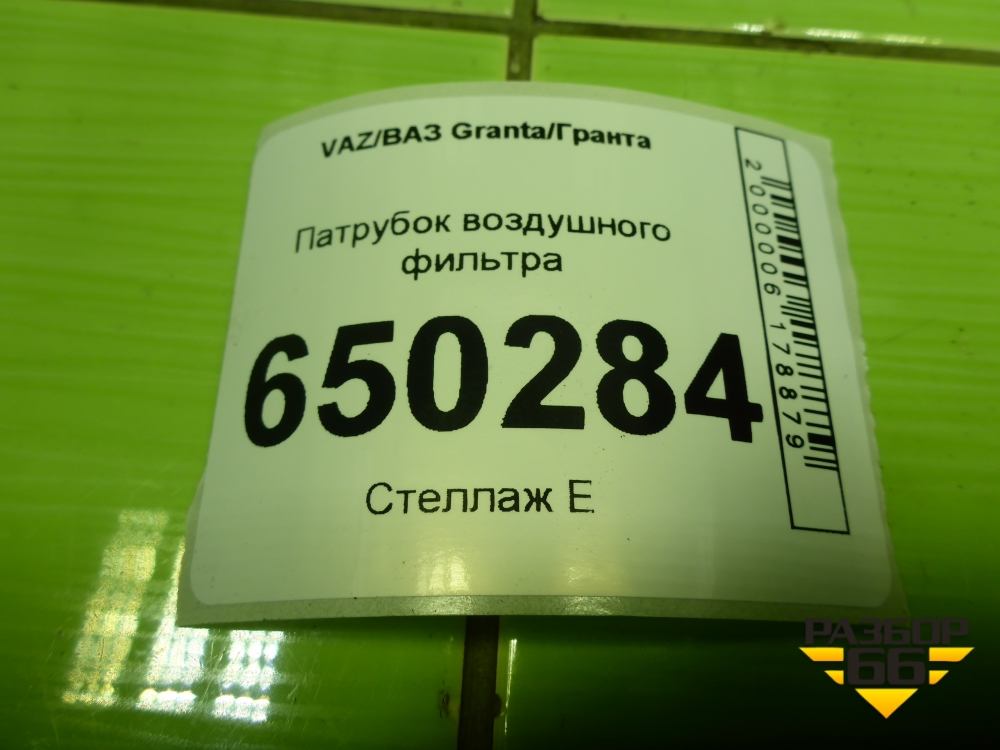 VAZ/ВАЗ Granta/Гранта
Патрубок воздушного
фильтра
650284
Стеллаж Е
2000006178879
РАЗБОР
66